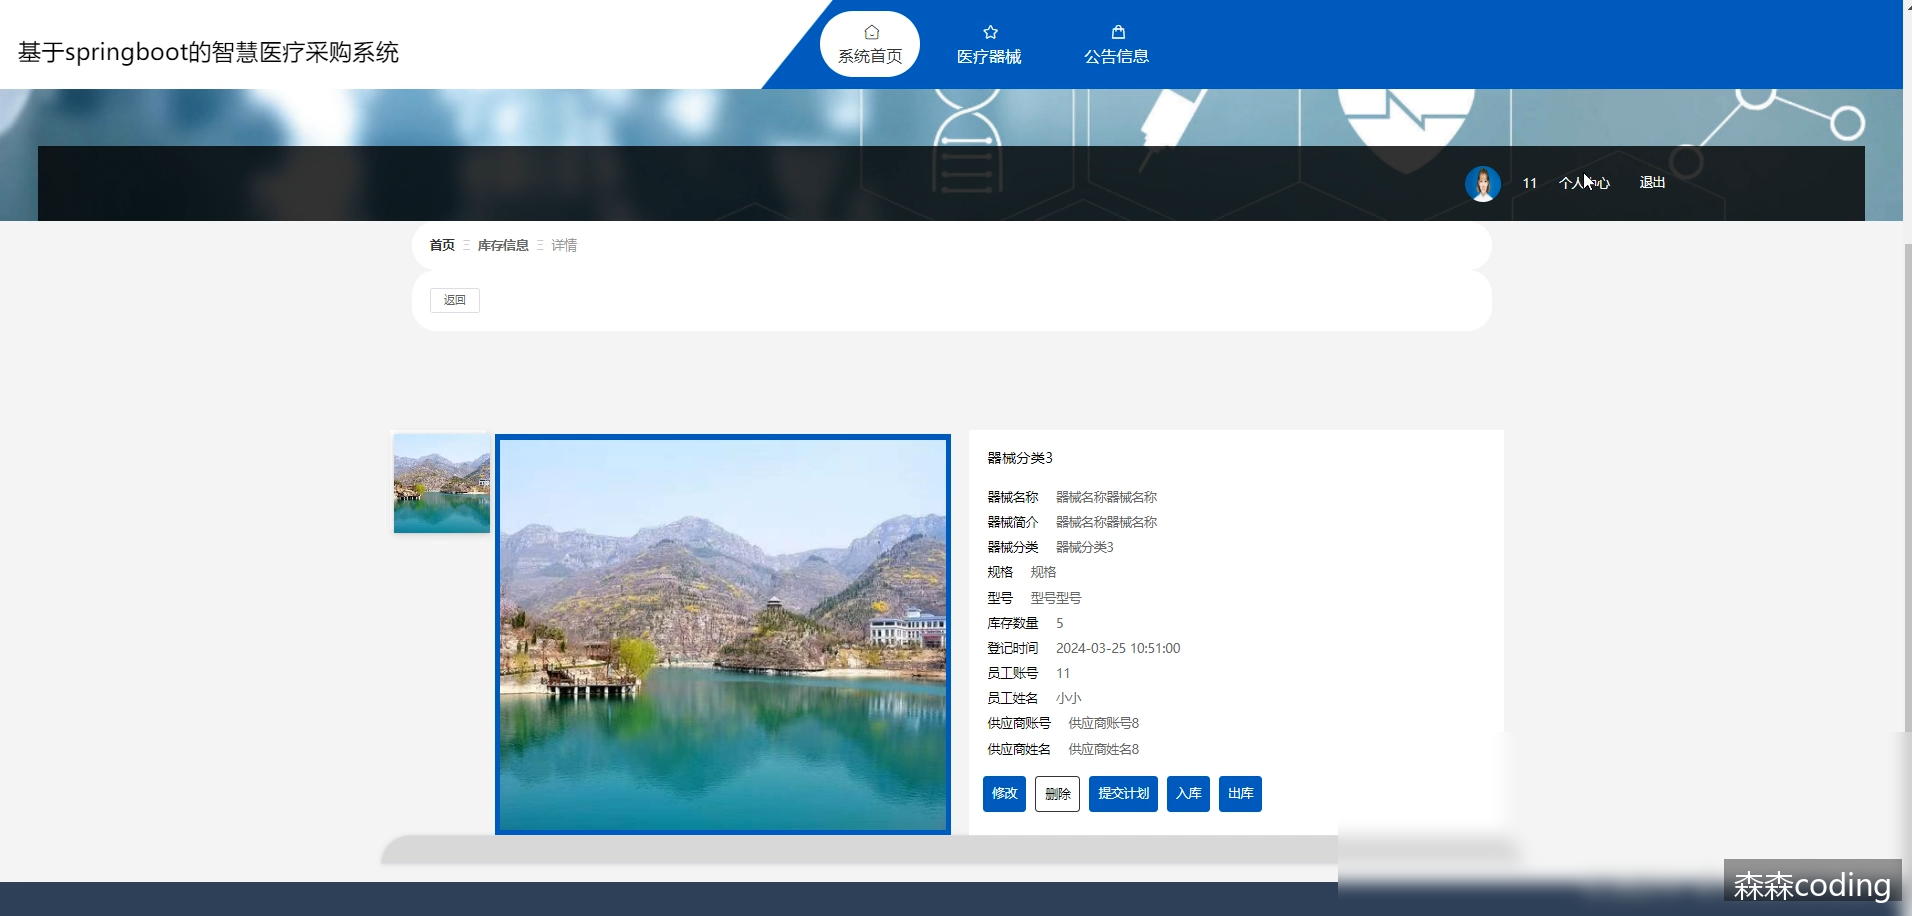 基于springboot的智慧医疗采购系统
系统首页
医疗器械
公告信息
11 个人中心 退出
首页 库存信息 详情
返回
器械分类3
器械名称 器械名称器械名称
器械简介 器械名称器械名称
器械分类 器械分类3
规格 规格
型号 型号型号
库存数量 5
登记时间 2024-03-25 10:51:00
员工账号 11
员工姓名 小小
供应商账号 供应商账号8
供应商姓名 供应商姓名8
修改 删除 提交计划 入库 出库
森森coding